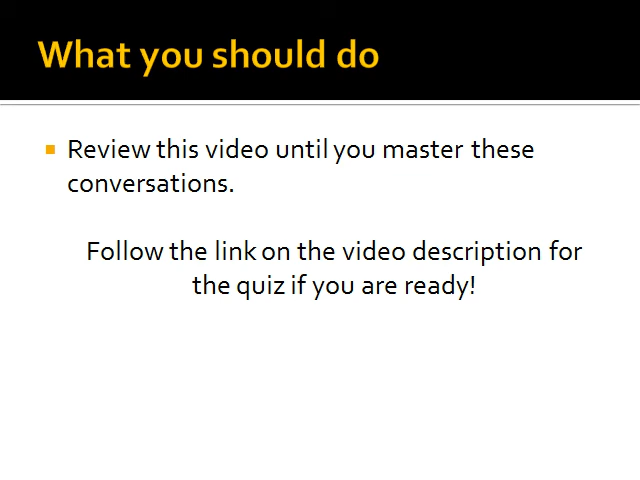 What you should do
Review this video until you master these
conversations.
Follow the link on the video description for
the quiz if you are ready!